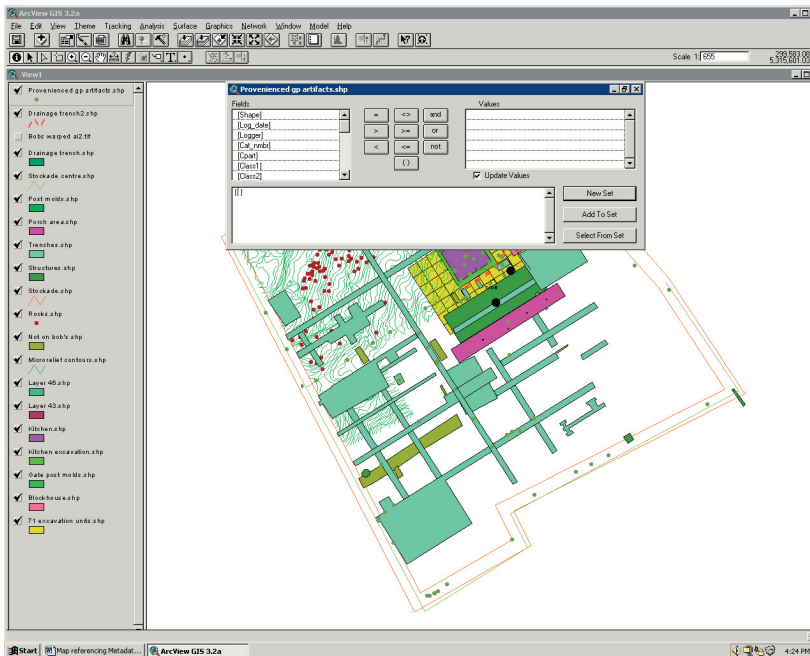 ArcView GIS 3.2a
File Edit View Theme Tracking Analysis Surface Graphics Network Window Model Help
Scale 1: 655
299,583.08
5,315,601.03
View1
Provenienced gp artifacts.shp
Drainage trench2.shp
Bobs warped ai2.tif
Drainage trench.shp
Stockade centre.shp
Post molds.shp
Porch area.shp
Trenches.shp
Structures.shp
Stockade.shp
Rocks.shp
Not on bob's.shp
Microrelief contours.shp
Layer 46.shp
Layer 43.shp
Kitchen.shp
Kitchen excavation.shp
Gate post molds.shp
Blockhouse.shp
71 excavation units.shp
Provenienced gp artifacts.shp
Fields
[Shape]
[Log_date]
[Logger]
[Cat_nmbr]
[Cpart]
[Class1]
[Class2]
= <> and
> >= or
< <= not
( )
Values
Update Values
New Set
Add To Set
Select From Set
Start Map referencing Metadat... ArcView GIS 3.2a 4:24 PM